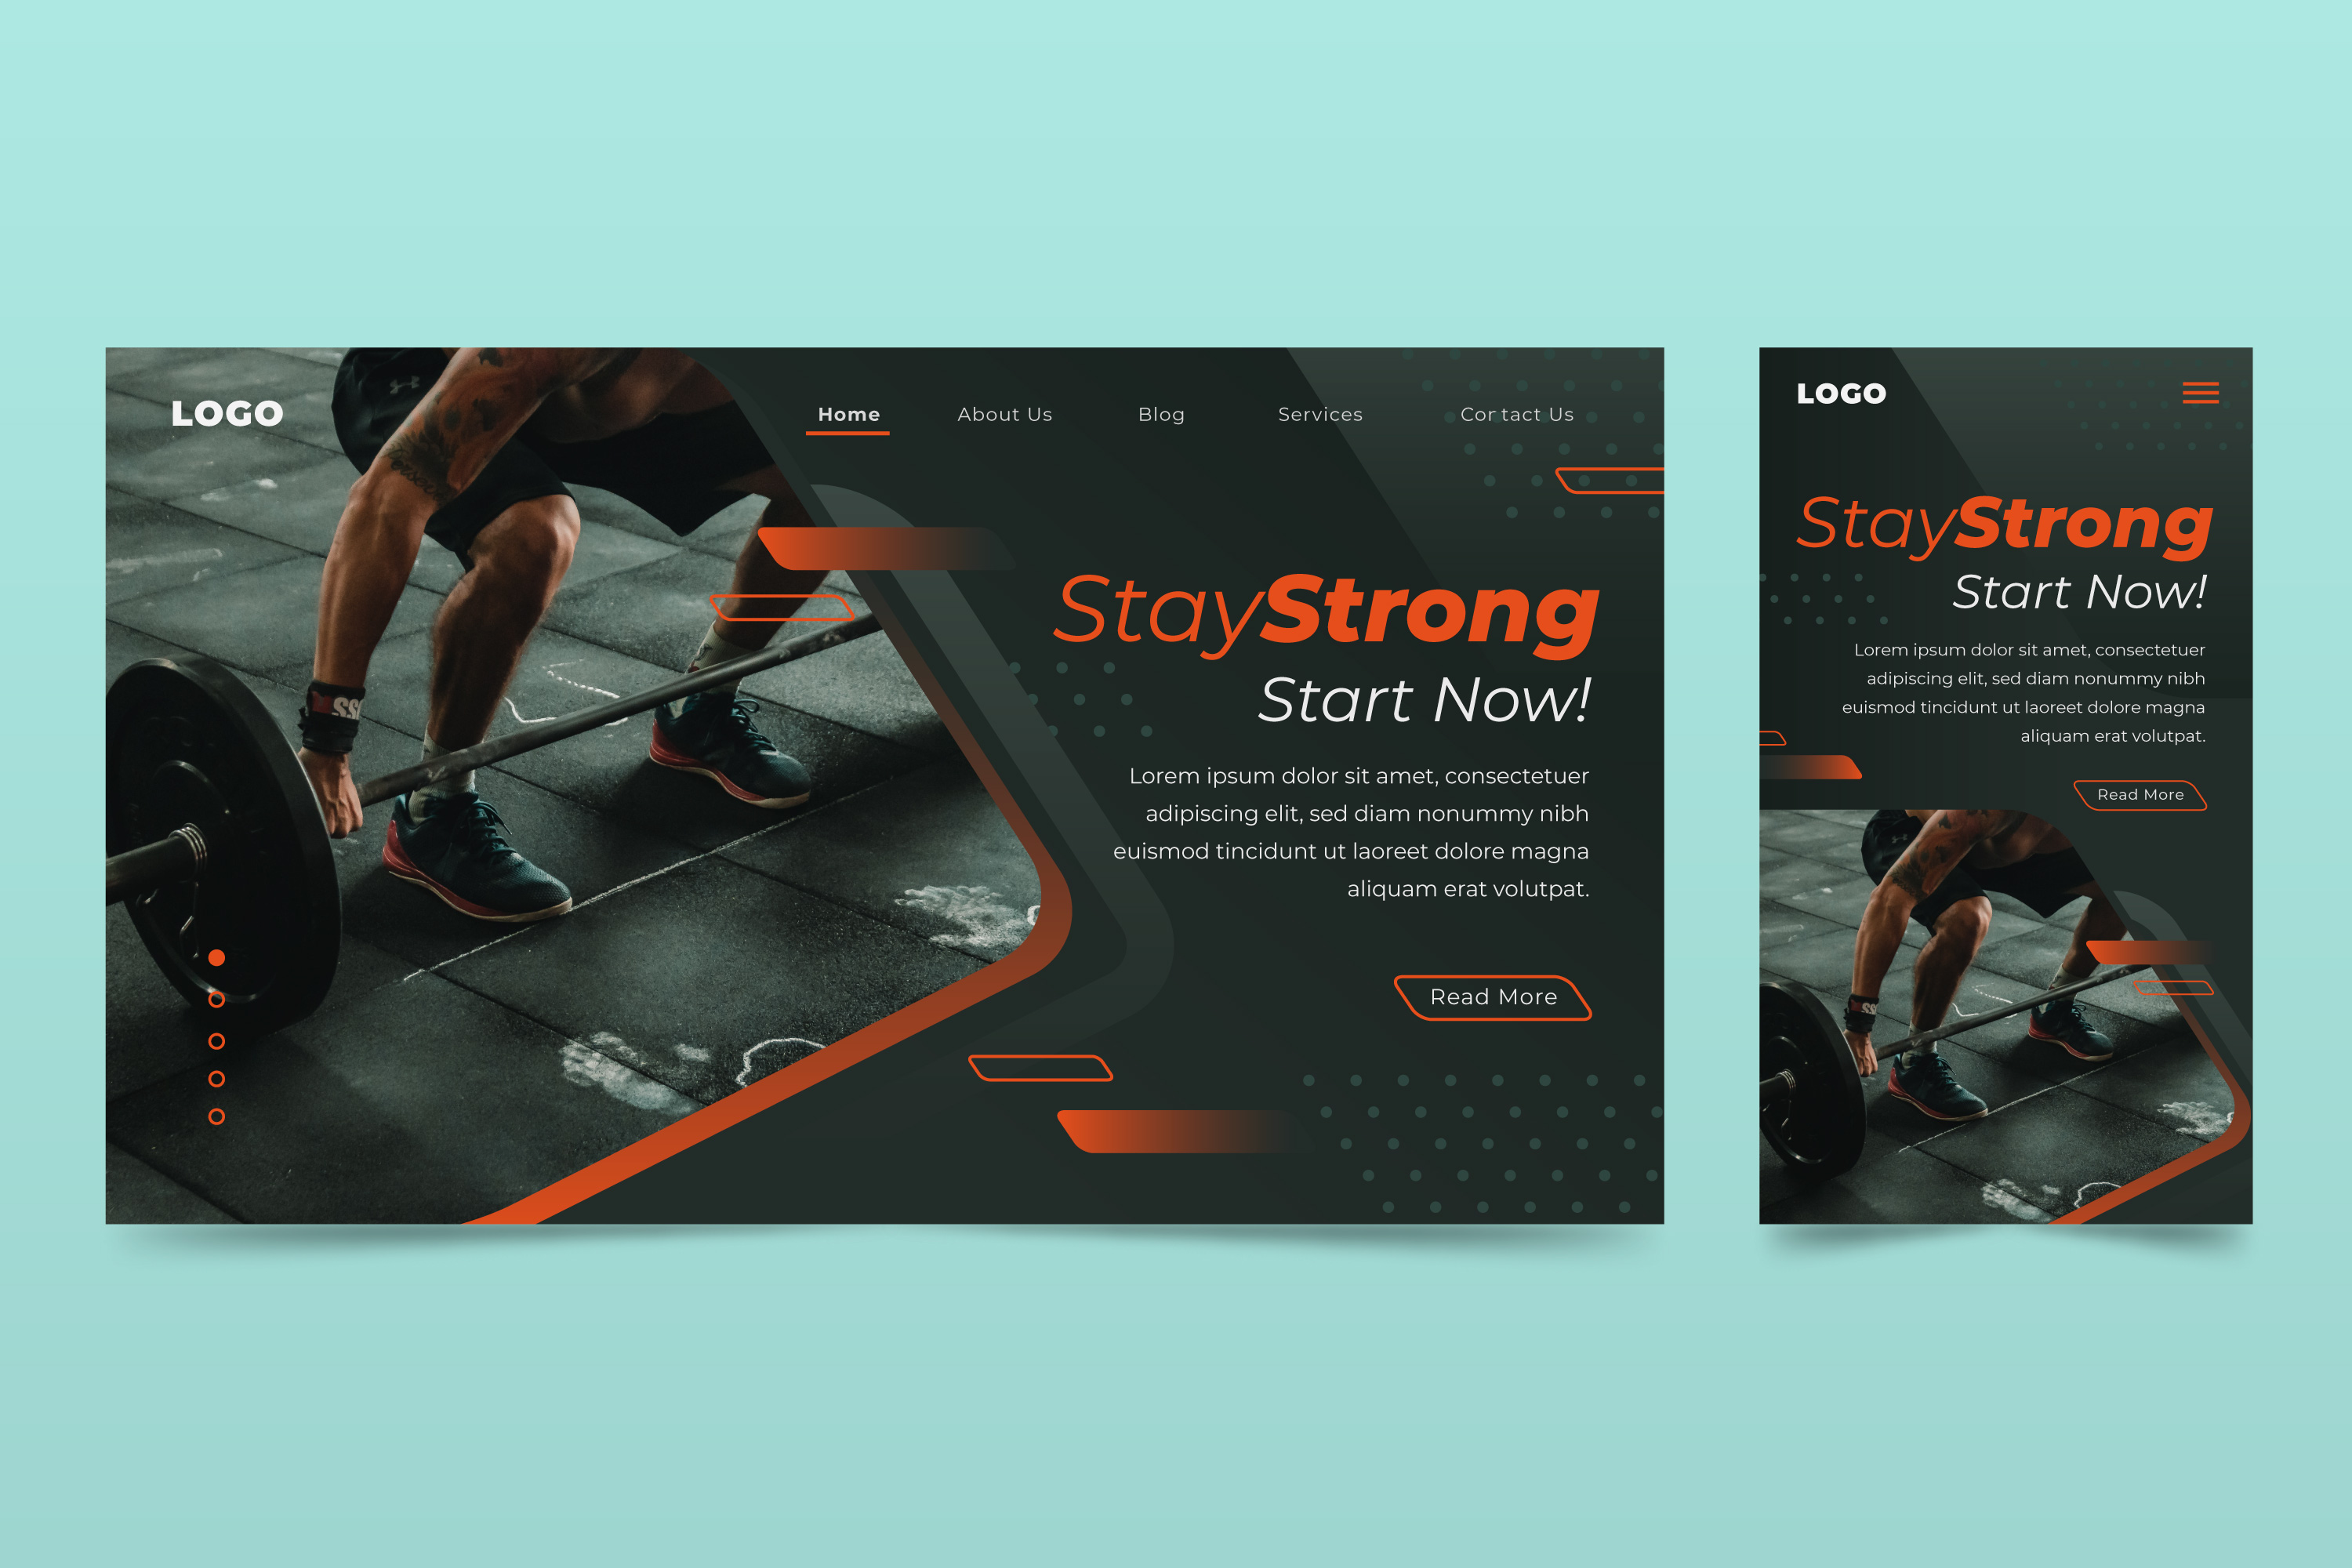 LOGO
Home
About Us
Blog
Services
Cortact Us
StayStrong
Start Now!
Lorem ipsum dolor sit amet, consectetuer
adipiscing elit, sed diam nonummy nibh
euismod tincidunt ut laoreet dolore magna
aliquam erat volutpat.
Read More
LOGO
StayStrong
Start Now!
Lorem ipsum dolor sit amet, consectetuer
adipiscing elit, sed diam nonummy nibh
euismod tincidunt ut laoreet dolore magna
aliquam erat volutpat.
Read More